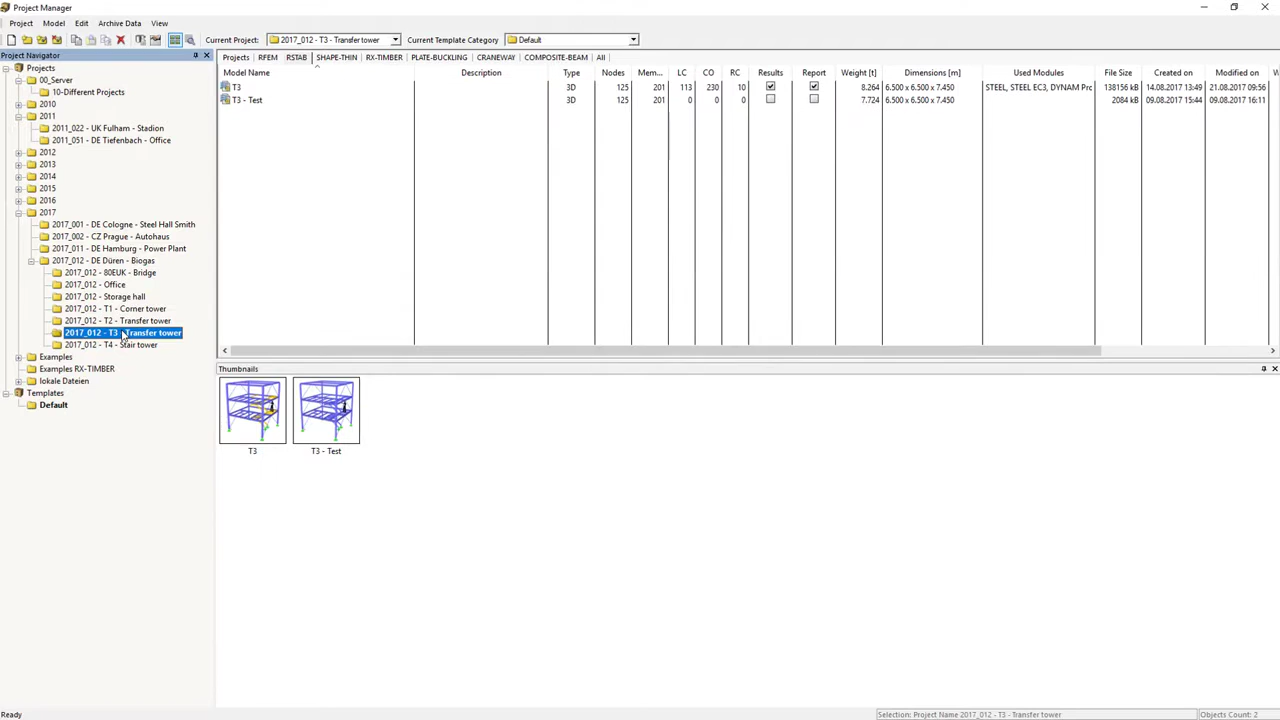 Project Manager
Project Model Edit Archive Data View
Current Project: 2017_012 - T3 - Transfer tower Current Template Category Default
Project Navigator
Projects RFEM RSTAB SHAPE-THIN RX-TIMBER PLATE-BUCKLING CRANEWAY COMPOSITE-BEAM All
Model Name Description Type Nodes Mem... LC CO RC Results Report Weight [t] Dimensions [m] Used Modules File Size Created on Modified on W
T3 3D 125 201 113 230 10 8.264 6.500 x 6.500 x 7.450 STEEL, STEEL EC3, DYNAM Prc 138156 kB 14.08.2017 13:49 21.08.2017 09:56
T3 - Test 3D 125 201 0 0 0 7.724 6.500 x 6.500 x 7.450 2084 kB 09.08.2017 15:44 09.08.2017 16:11
Projects
00_Server
10-Different Projects
2010
2011
2011_022 - UK Fulham - Stadion
2011_051 - DE Tiefenbach - Office
2012
2013
2014
2015
2016
2017
2017_001 - DE Cologne - Steel Hall Smith
2017_002 - CZ Prague - Autohaus
2017_011 - DE Hamburg - Power Plant
2017_012 - DE Düren - Biogas
2017_012 - 80EUK - Bridge
2017_012 - Office
2017_012 - Storage hall
2017_012 - T1 - Corner tower
2017_012 - T2 - Transfer tower
2017_012 - T3 - Transfer tower
2017_012 - T4 - Stair tower
Examples
Examples RX-TIMBER
lokale Dateien
Templates
Default
Thumbnails
T3 T3 - Test
Ready Selection: Project Name 2017_012 - T3 - Transfer tower Objects Count: 2